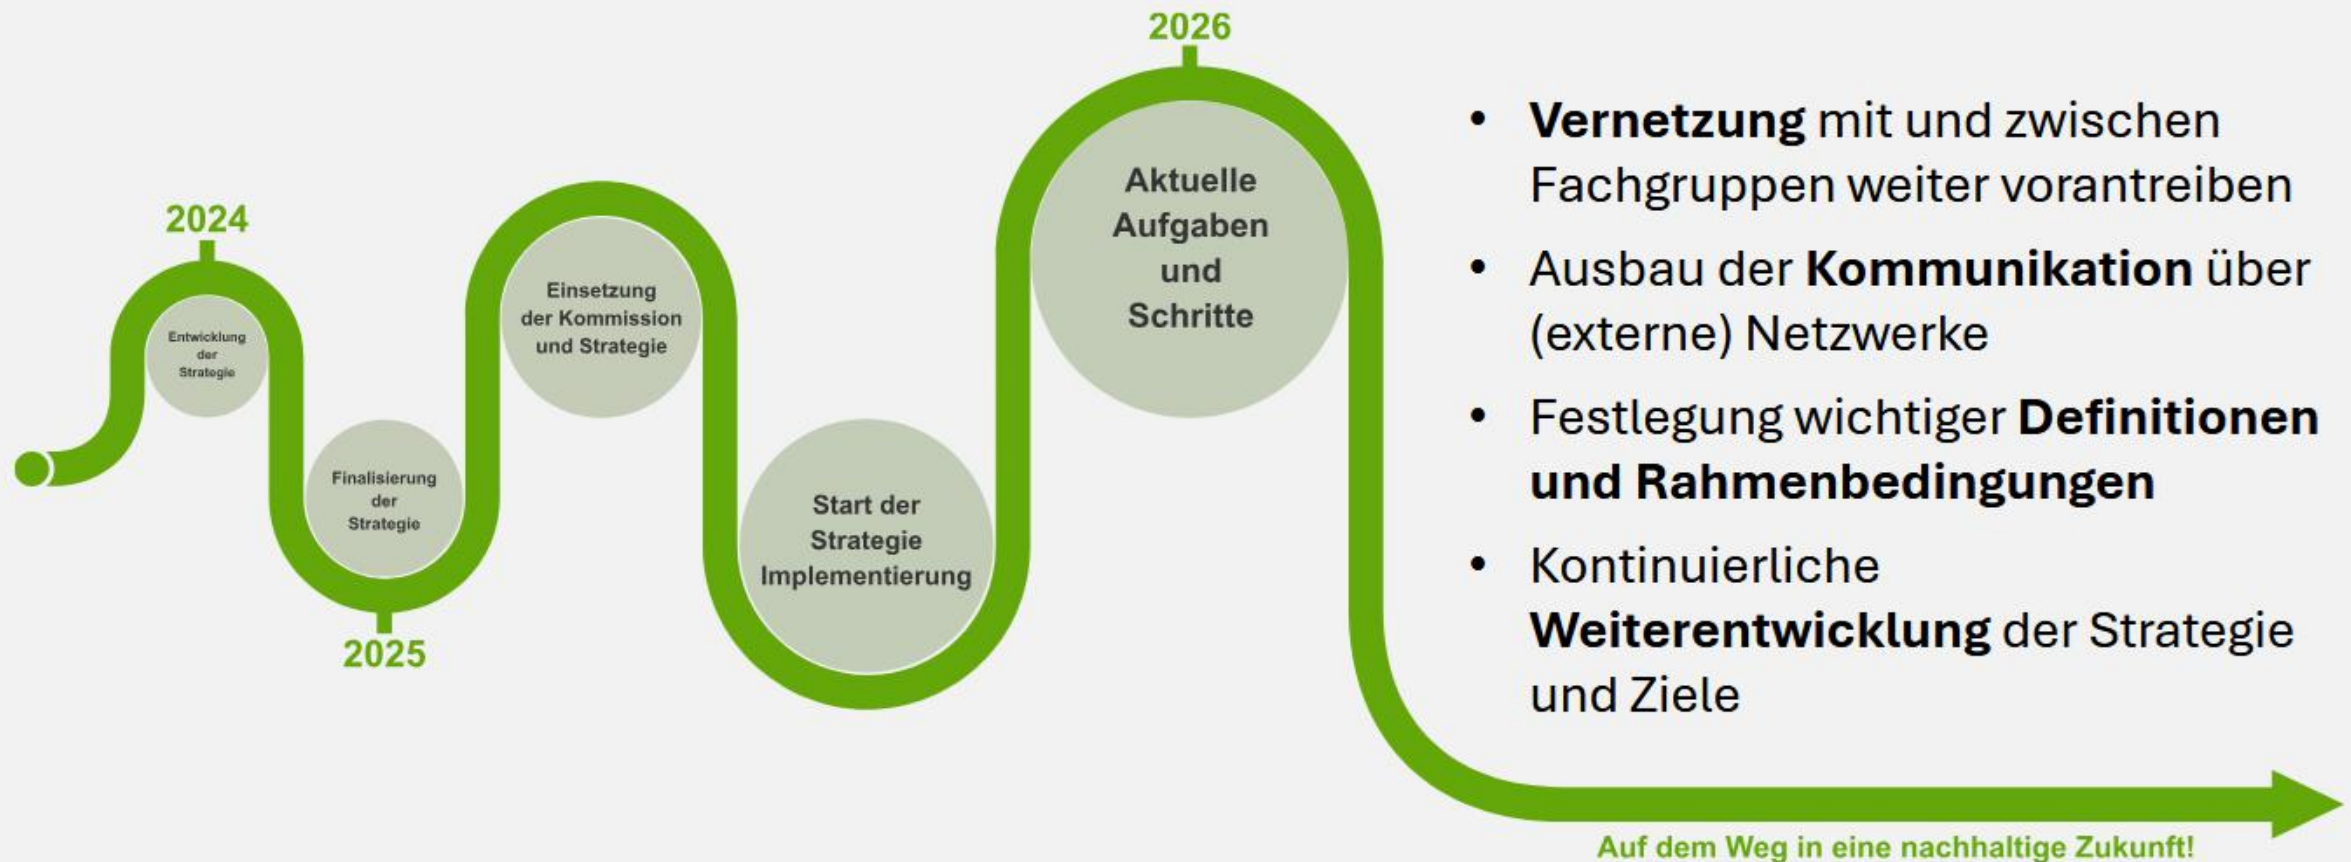 2024
Entwicklung
der
Strategie
Finalisierung
der
Strategie
2025
Einsetzung
der Kommission
und Strategie
Start der
Strategie
Implementierung
2026
Aktuelle
Aufgaben
und
Schritte
• Vernetzung mit und zwischen
Fachgruppen weiter vorantreiben
• Ausbau der Kommunikation über
(externe) Netzwerke
• Festlegung wichtiger Definitionen
und Rahmenbedingungen
• Kontinuierliche
Weiterentwicklung der Strategie
und Ziele
Auf dem Weg in eine nachhaltige Zukunft!